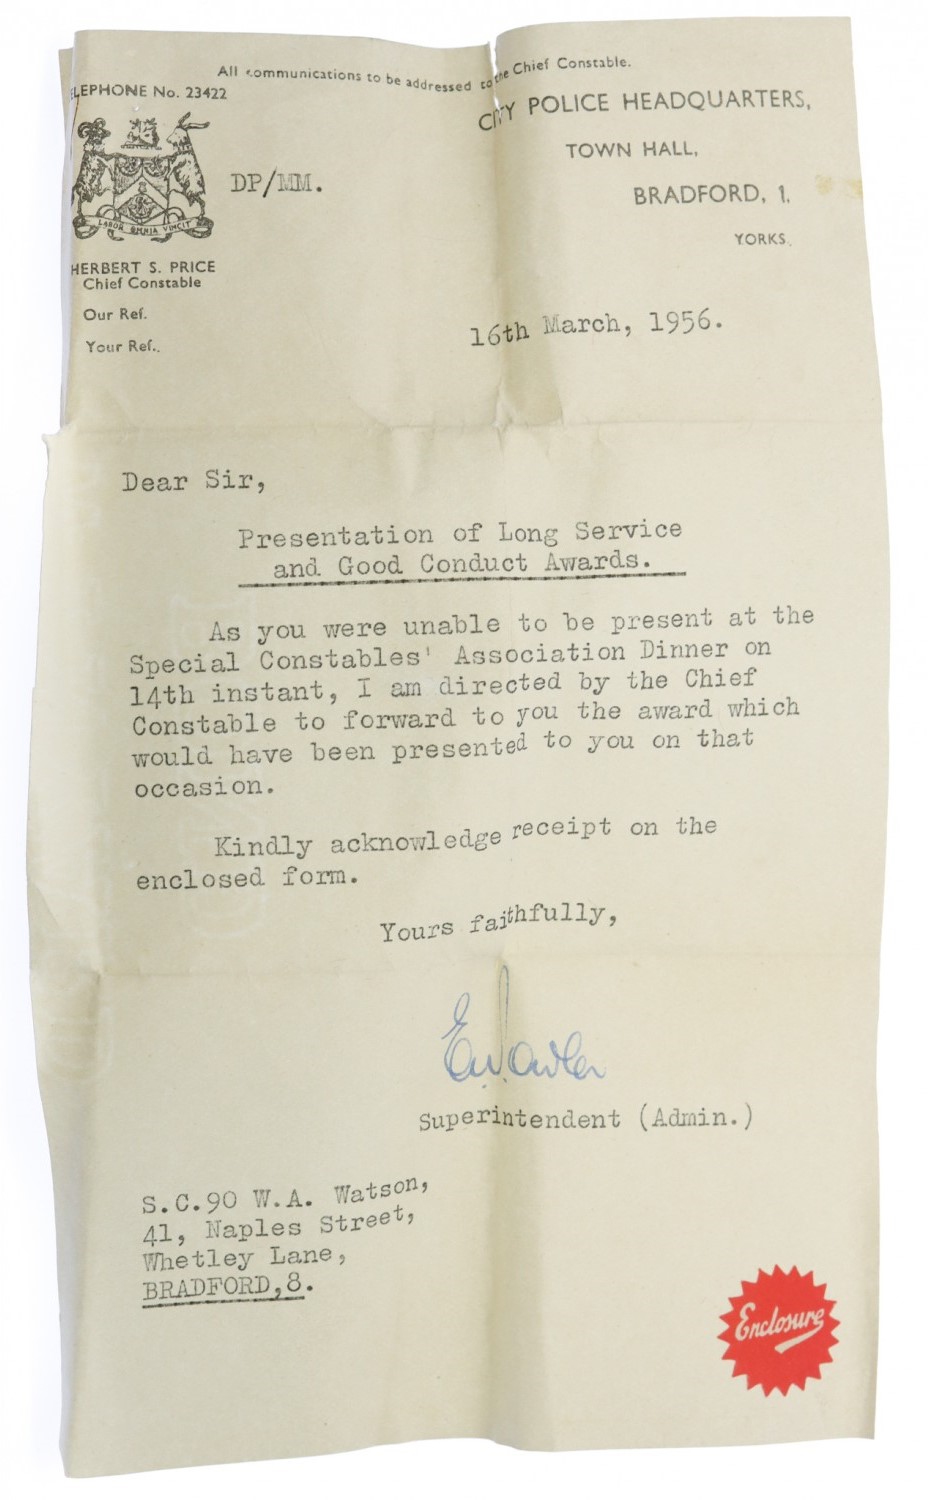 All communications to be addressed to the Chief Constable.
TELEPHONE No. 23422
CITY POLICE HEADQUARTERS,
TOWN HALL,
BRADFORD, 1.
YORKS.
DP/MM.
LABOR OMNIA VINCIT
HERBERT S. PRICE
Chief Constable
Our Ref.
Your Ref..
16th March, 1956.
Dear Sir,
Presentation of Long Service
and Good Conduct Awards.
As you were unable to be present at the
Special Constables' Association Dinner on
14th instant, I am directed by the Chief
Constable to forward to you the award which
would have been presented to you on that
occasion.
Kindly acknowledge receipt on the
enclosed form.
Yours faithfully,
Superintendent (Admin.)
S.C.90 W.A. Watson,
41, Naples Street,
Whetley Lane,
BRADFORD,8.
Enclosure